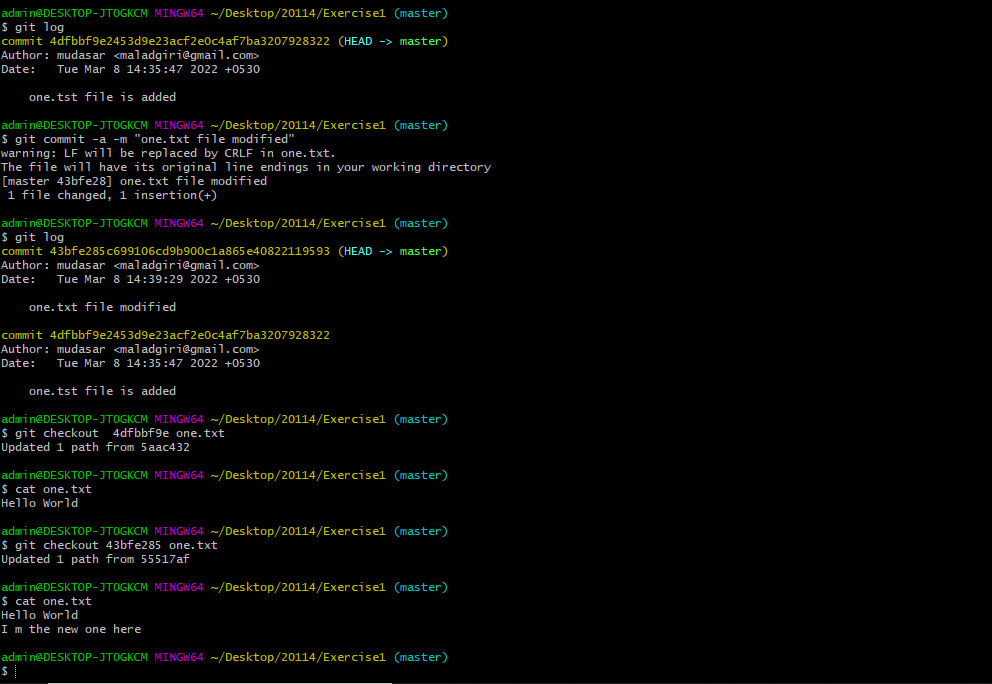 admin@DESKTOP-JTOGKCM MINGW64 ~/Desktop/20114/Exercise1 (master)
$ git log
commit 4dfbbf9e2453d9e23acf2e0c4af7ba3207928322 (HEAD -> master)
Author: mudasar <maladgiri@gmail.com>
Date:   Tue Mar 8 14:35:47 2022 +0530
    one.tst file is added
admin@DESKTOP-JTOGKCM MINGW64 ~/Desktop/20114/Exercise1 (master)
$ git commit -a -m "one.txt file modified"
warning: LF will be replaced by CRLF in one.txt.
The file will have its original line endings in your working directory
[master 43bfe28] one.txt file modified
 1 file changed, 1 insertion(+)
admin@DESKTOP-JTOGKCM MINGW64 ~/Desktop/20114/Exercise1 (master)
$ git log
commit 43bfe285c699106cd9b900c1a865e40822119593 (HEAD -> master)
Author: mudasar <maladgiri@gmail.com>
Date:   Tue Mar 8 14:39:29 2022 +0530
    one.txt file modified
commit 4dfbbf9e2453d9e23acf2e0c4af7ba3207928322
Author: mudasar <maladgiri@gmail.com>
Date:   Tue Mar 8 14:35:47 2022 +0530
    one.tst file is added
admin@DESKTOP-JTOGKCM MINGW64 ~/Desktop/20114/Exercise1 (master)
$ git checkout  4dfbbf9e one.txt
Updated 1 path from 5aac432
admin@DESKTOP-JTOGKCM MINGW64 ~/Desktop/20114/Exercise1 (master)
$ cat one.txt
Hello World
admin@DESKTOP-JTOGKCM MINGW64 ~/Desktop/20114/Exercise1 (master)
$ git checkout 43bfe285 one.txt
Updated 1 path from 55517af
admin@DESKTOP-JTOGKCM MINGW64 ~/Desktop/20114/Exercise1 (master)
$ cat one.txt
Hello World
I m the new one here
admin@DESKTOP-JTOGKCM MINGW64 ~/Desktop/20114/Exercise1 (master)
$